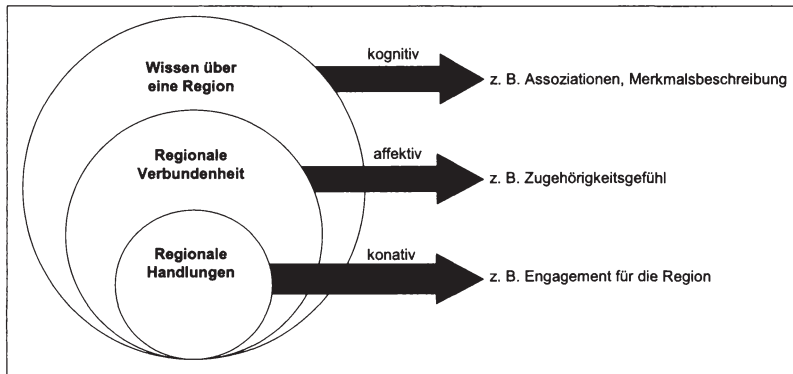 Wissen über
eine Region
kognitiv
z. B. Assoziationen, Merkmalsbeschreibung
Regionale
Verbundenheit
affektiv
z. B. Zugehörigkeitsgefühl
Regionale
Handlungen
konativ
z. B. Engagement für die Region